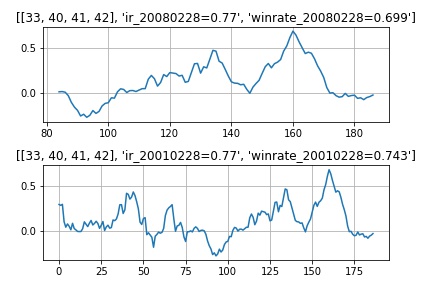 [[33, 40, 41, 42], 'ir_20080228=0.77', 'winrate_20080228=0.699']
0.5
0.0
80 100 120 140 160 180
[[33, 40, 41, 42], 'ir_20010228=0.77', 'winrate_20010228=0.743']
0.5
0.0
0 25 50 75 100 125 150 175